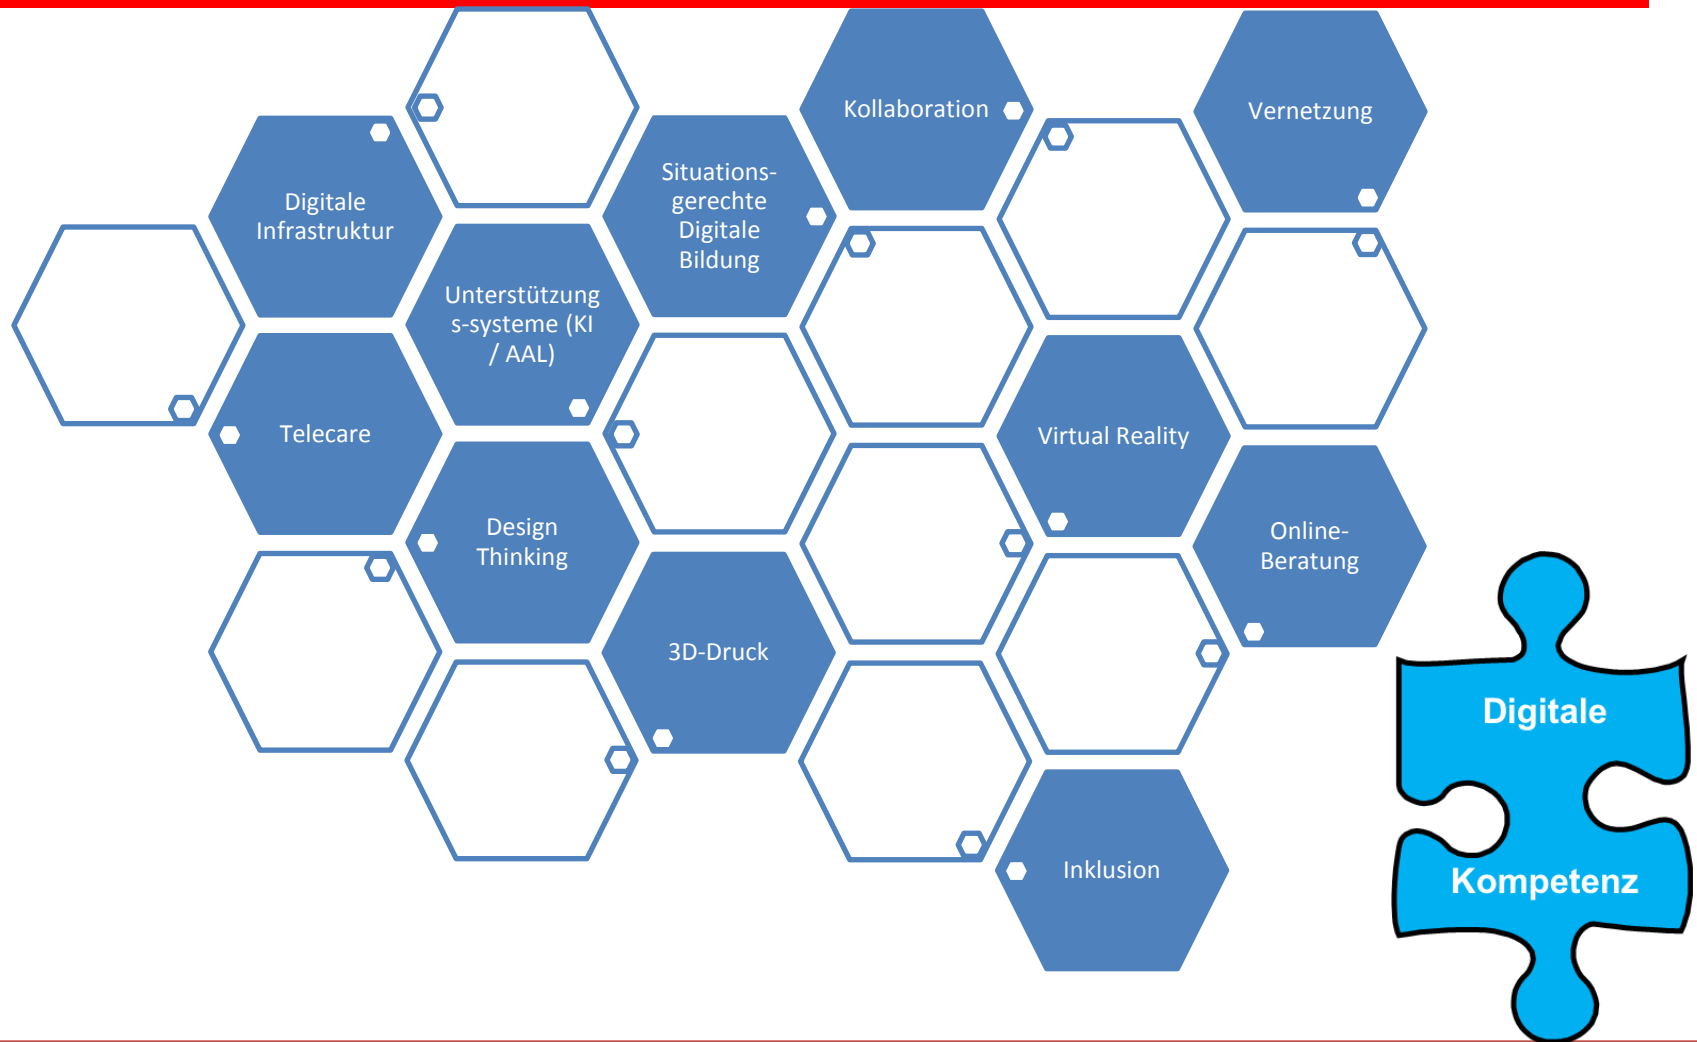 Kollaboration
Vernetzung
Situations-
gerechte
Digitale
Bildung
Digitale
Infrastruktur
Unterstützung
s-systeme (KI
/ AAL)
Telecare
Virtual Reality
Design
Thinking
Online-
Beratung
3D-Druck
Inklusion
Digitale
Kompetenz